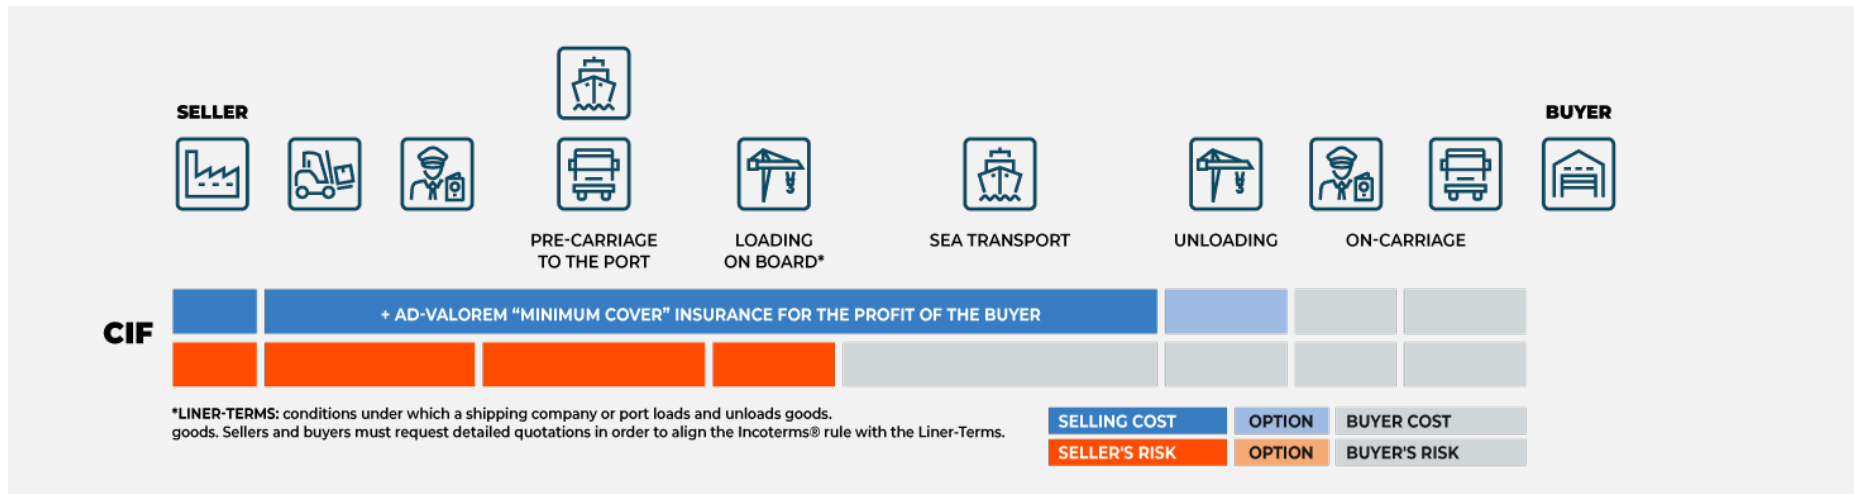 SELLER
BUYER
PRE-CARRIAGE
TO THE PORT
LOADING
ON BOARD*
SEA TRANSPORT
UNLOADING
ON-CARRIAGE
CIF
+ AD-VALOREM “MINIMUM COVER” INSURANCE FOR THE PROFIT OF THE BUYER
*LINER-TERMS: conditions under which a shipping company or port loads and unloads goods.
goods. Sellers and buyers must request detailed quotations in order to align the Incoterms® rule with the Liner-Terms.
SELLING COST
OPTION
BUYER COST
SELLER'S RISK
OPTION
BUYER'S RISK